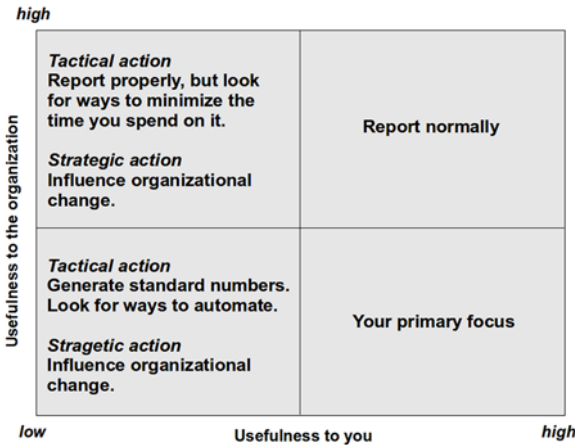 high
Usefulness to the organization
Tactical action
Report properly, but look
for ways to minimize the
time you spend on it.
Strategic action
Influence organizational
change.
Report normally
Tactical action
Generate standard numbers.
Look for ways to automate.
Stragetic action
Influence organizational
change.
Your primary focus
low
Usefulness to you
high